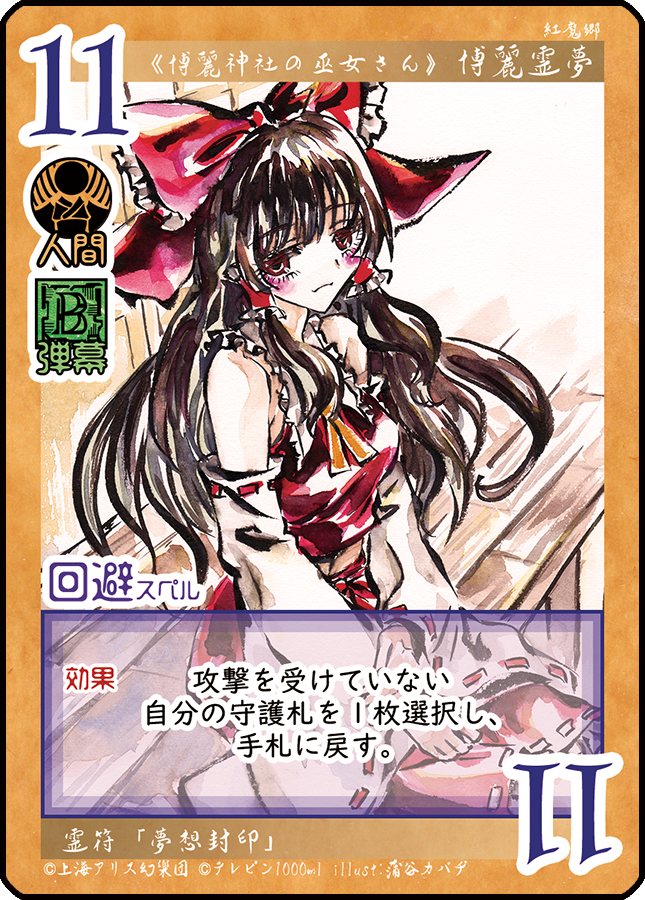 紅魔郷
11
《博麗神社の巫女さん》 博麗霊夢
人間
B
弾幕
回避スペル
効果
攻撃を受けていない
自分の守護札を1枚選択し、
手札に戻す。
11
霊符 「夢想封印」
©上海アリス幻樂団 ©テレピン1000ml illust:蒲谷カバヂ